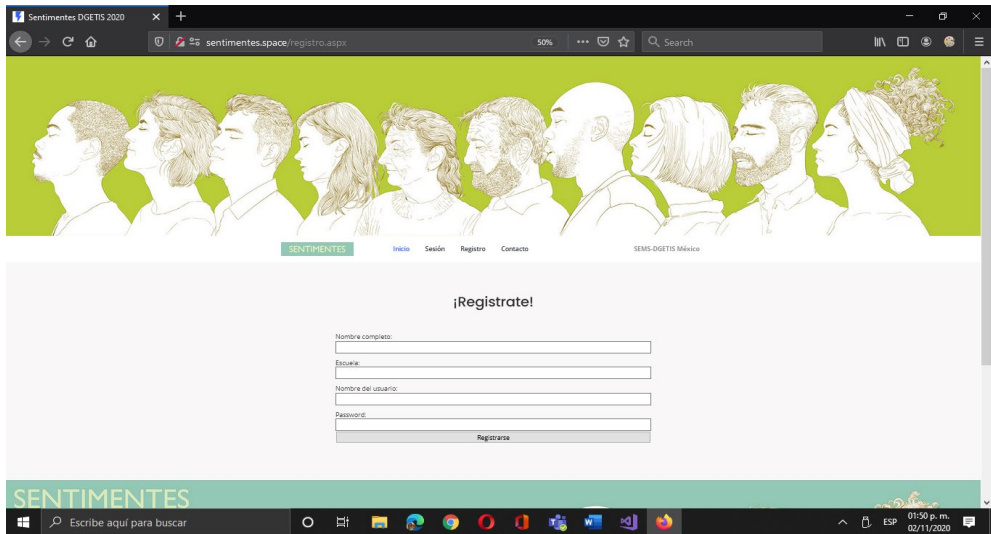 Sentimentes DGETIS 2020
sentimentes.space/registro.aspx
50%
Search
SENTIMENTES
Inicio Sesión Registro Contacto
SEMS-DGETIS México
¡Registrate!
Nombre completo:
Escuela:
Nombre del usuario:
Password:
Registrarse
SENTIMENTES
Escribe aquí para buscar
ESP
01:50 p. m.
02/11/2020